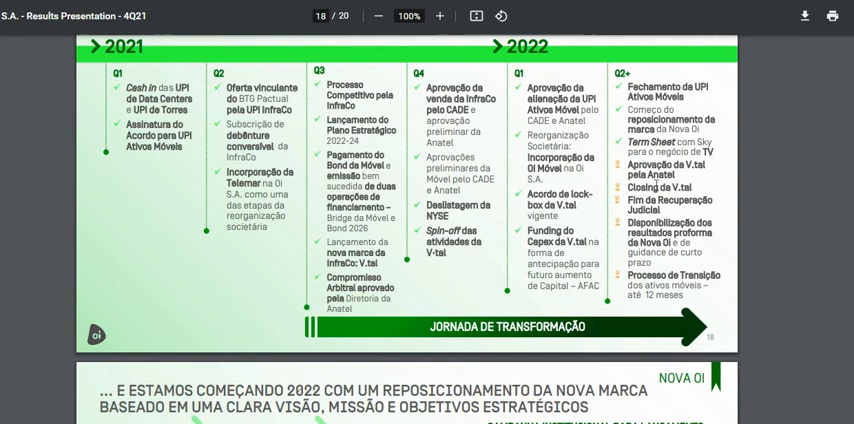 S.A. - Results Presentation - 4Q21
18 / 20
100%
2021
2022
Q1
Cash In das UPI
de Data Centers
e UPI de Torres
Assinatura do
Acordo para UPI
Ativos Móveis
Q2
Oferta vinculante
do BTG Pactual
pela UPI InfraCo
Subscrição de
debênture
conversível da
InfraCo
Incorporação da
Telemar na Oi
S.A. como uma
das etapas da
reorganização
societária
Q3
Processo
Competitivo pela
InfraCo
Lançamento do
Plano Estratégico
2022-24
Pagamento do
Bond da Móvel e
emissão bem
sucedida de duas
operações de
financiamento –
Bridge da Móvel e
Bond 2026
Lançamento da
nova marca da
InfraCo: V.tal
Compromisso
Arbitral aprovado
pela Diretoria da
Anatel
Q4
Aprovação da
venda da InfraCo
pelo CADE e
aprovação
preliminar da
Anatel
Aprovações
preliminares da
Móvel pelo CADE
e Anatel
Deslistagem da
NYSE
Spin-off das
atividades da
V-tal
Q1
Aprovação da
alienação da UPI
Ativos Móvel pelo
CADE e Anatel
Reorganização
Societária:
Incorporação da
Oi Móvel na Oi
S.A.
Acordo de lock-
box da V.tal
vigente
Funding do
Capex da V.tal na
forma de
antecipação para
futuro aumento
de Capital – AFAC
Q2+
Fechamento da UPI
Ativos Móveis
Começo do
reposicionamento da
marca da Nova Oi
Term Sheet com Sky
para o negócio de TV
Aprovação da V.tal
pela Anatel
Closing da V.tal
Fim da Recuperação
Judicial
Disponibilização dos
resultados proforma
da Nova Oi e de
guidance de curto
prazo
Processo de Transição
dos ativos móveis –
até 12 meses
JORNADA DE TRANSFORMAÇÃO
oi
18
NOVA OI
... E ESTAMOS COMEÇANDO 2022 COM UM REPOSICIONAMENTO DA NOVA MARCA
BASEADO EM UMA CLARA VISÃO, MISSÃO E OBJETIVOS ESTRATÉGICOS